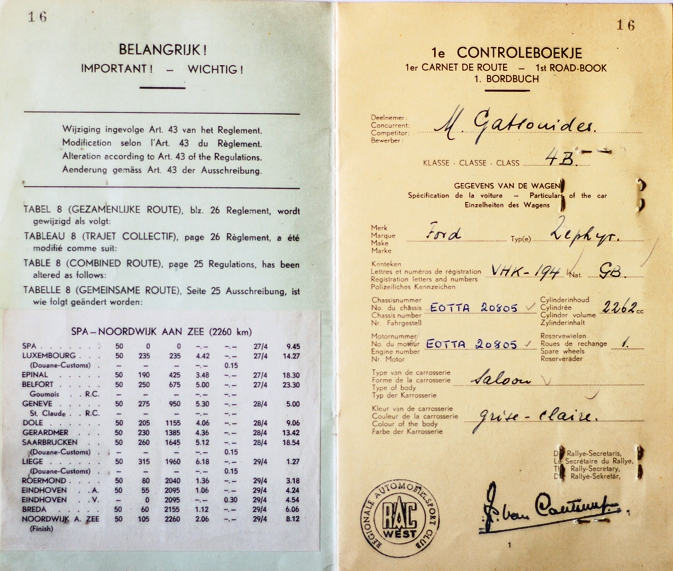 16
BELANGRIJK!
IMPORTANT! – WICHTIG!
Wijziging ingevolge Art. 43 van het Reglement.
Modification selon l'Art. 43 du Règlement.
Alteration according to Art. 43 of the Regulations.
Aenderung gemäss Art. 43 der Ausschreibung.
TABEL 8 (GEZAMENLIJKE ROUTE), blz. 26 Reglement, wordt
gewijzigd als volgt:
TABLEAU 8 (TRAJET COLLECTIF), page 26 Règlement, a été
modifié comme suit:
TABLE 8 (COMBINED ROUTE), page 25 Regulations, has been
altered as follows:
TABELLE 8 (GEMEINSAME ROUTE), Seite 25 Ausschreibung, ist
wie folgt geändert worden:
SPA – NOORDWIJK AAN ZEE (2260 km)
SPA . . . . . 50 0 0 –.– –.– 27/4 9.45
LUXEMBOURG . . . 50 235 235 4.42 –.– 27/4 14.27
(Douane-Customs) – – – – 0.15
EPINAL . . . . 50 190 425 3.48 –.– 27/4 18.30
BELFORT . . . . 50 250 675 5.00 –.– 27/4 23.30
Goumois . . R.C. – – – –
GENEVE . . . . 50 275 950 5.30 –.– 28/4 5.00
St. Claude . . R.C. – – – –
DOLE . . . . . 50 205 1155 4.06 –.– 28/4 9.06
GERARDMER . . . 50 230 1385 4.36 –.– 28/4 13.42
SAARBRUCKEN . . . 50 260 1645 5.12 –.– 28/4 18.54
(Douane-Customs) – – – – 0.15
LIEGE . . . . . 50 315 1960 6.18 –.– 29/4 1.27
(Douane-Customs) – – – – 0.15
ROERMOND . . . . 50 80 2040 1.36 –.– 29/4 3.18
EINDHOVEN . . A. 50 55 2095 1.06 –.– 29/4 4.24
EINDHOVEN . . V. 50 0 2095 –.– 0.30 29/4 4.54
BREDA . . . . . 50 60 2155 1.12 –.– 29/4 6.06
NOORDWIJK A. ZEE 50 105 2260 2.06 –.– 29/4 8.12
(Finish)
16
1e CONTROLEBOEKJE
1er CARNET DE ROUTE – 1st ROAD-BOOK
1. BORDBUCH
Deelnemer:
Concurrent:
Competitor:
Bewerber:
M. Gatsonides.
KLASSE - CLASSE - CLASS 4B.
GEGEVENS VAN DE WAGEN
Spécification de la voiture – Particulars of the car
Einzelheiten des Wagens
Merk
Marque
Make
Marke
Ford
Typ(e) Zephyr.
Kenteken
Lettres et numéros de régistration
Registration letters and numbers
Polizeiliches Kennzeichen
VHK-194
Nat. GB.
Chassisnummer
No. du châssis
Chassis number
Nr. Fahrgestell
EOTTA 20805
Cylinderinhoud
Cylindrée
Cylinder volume
Zylinderinhalt
2262 cc
Motornummer
No. du moteur
Engine number
Nr. Motor
EOTTA 20805
Reservewielen
Roues de rechange
Spare wheels
Reserveräder
1.
Type van de carrosserie
Forme de la carrosserie
Type of body
Typ der Karrosserie
saloon
Kleur van de carrosserie
Couleur de la carrosserie
Colour of the body
Farbe der Karrosserie
grise-claire.
De Rallye-Secretaris,
Le Secrétaire du Rallye,
The Rally-Secretary,
Der Rallye-Sekretär,
REGIONALE AUTOMOBIEL-SPORT CLUB
RAC
WEST
1